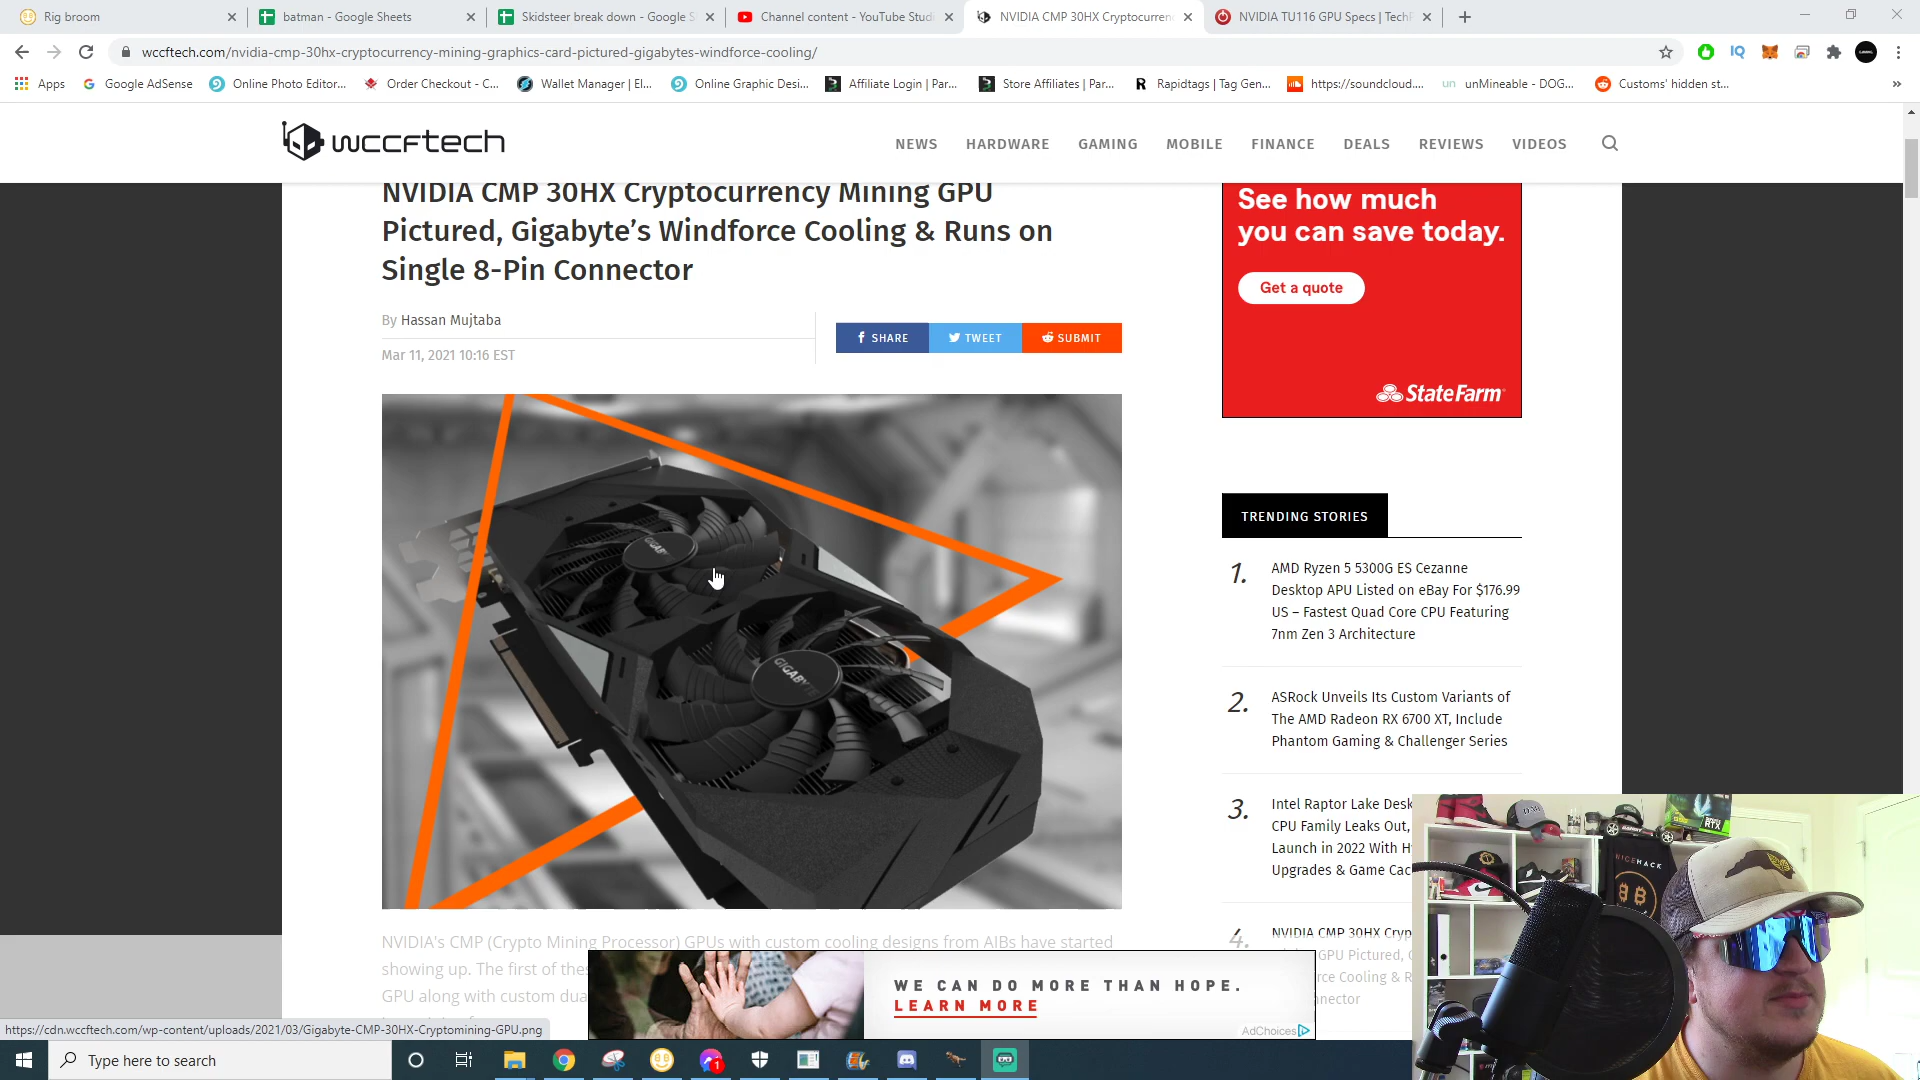 Rig broom
batman - Google Sheets
Skidsteer break down - Google S
Channel content - YouTube Stud
NVIDIA CMP 30HX Cryptocurren
NVIDIA TU116 GPU Specs | TechP
wccftech.com/nvidia-cmp-30hx-cryptocurrency-mining-graphics-card-pictured-gigabytes-windforce-cooling/
Apps
Google AdSense
Online Photo Editor...
Order Checkout - C...
Wallet Manager | El...
Online Graphic Desi...
Affiliate Login | Par...
Store Affiliates | Par...
Rapidtags | Tag Gen...
https://soundcloud....
unMineable - DOG...
Customs' hidden st...
wccftech
NEWS HARDWARE GAMING MOBILE FINANCE DEALS REVIEWS VIDEOS
NVIDIA CMP 30HX Cryptocurrency Mining GPU
Pictured, Gigabyte’s Windforce Cooling & Runs on
Single 8-Pin Connector
By Hassan Mujtaba
Mar 11, 2021 10:16 EST
SHARE TWEET SUBMIT
GIGABYTE
GIGABYTE
See how much
you can save today.
Get a quote
StateFarm
TRENDING STORIES
1.
AMD Ryzen 5 5300G ES Cezanne
Desktop APU Listed on eBay For $176.99
US – Fastest Quad Core CPU Featuring
7nm Zen 3 Architecture
2.
ASRock Unveils Its Custom Variants of
The AMD Radeon RX 6700 XT, Include
Phantom Gaming & Challenger Series
3.
Intel Raptor Lake Desk
CPU Family Leaks Out,
Launch in 2022 With H
Upgrades & Game Cac
4.
NVIDIA CMP 30HX Cryp
GPU Pictured,
rce Cooling & R
nnector
NVIDIA's CMP (Crypto Mining Processor) GPUs with custom cooling designs from AIBs have started
showing up. The first of thes
GPU along with custom dua
WE CAN DO MORE THAN HOPE.
LEARN MORE
AdChoices
https://cdn.wccftech.com/wp-content/uploads/2021/03/Gigabyte-CMP-30HX-Cryptomining-GPU.png
Type here to search
1
NICEHACK
RTX